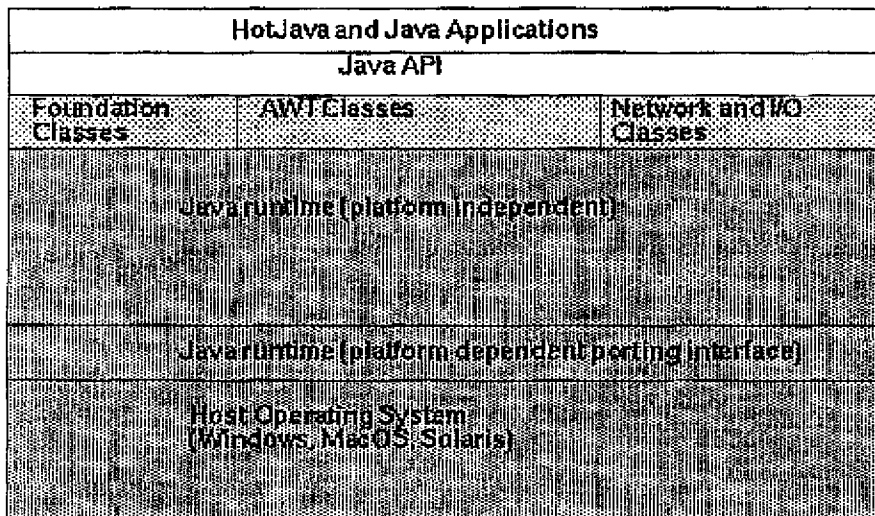 HotJava and Java Applications
Java API
Foundation Classes
AWT Classes
Network and I/O Classes
Java runtime (platform independent)
Java runtime (platform dependent porting interface)
Host Operating System
(Windows, MacOS, Solaris)